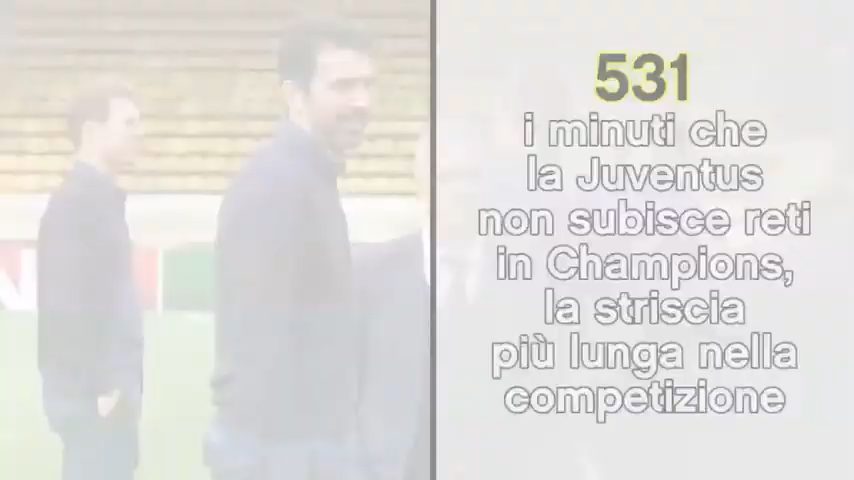 531
i minuti che
la Juventus
non subisce reti
in Champions,
la striscia
più lunga nella
competizione